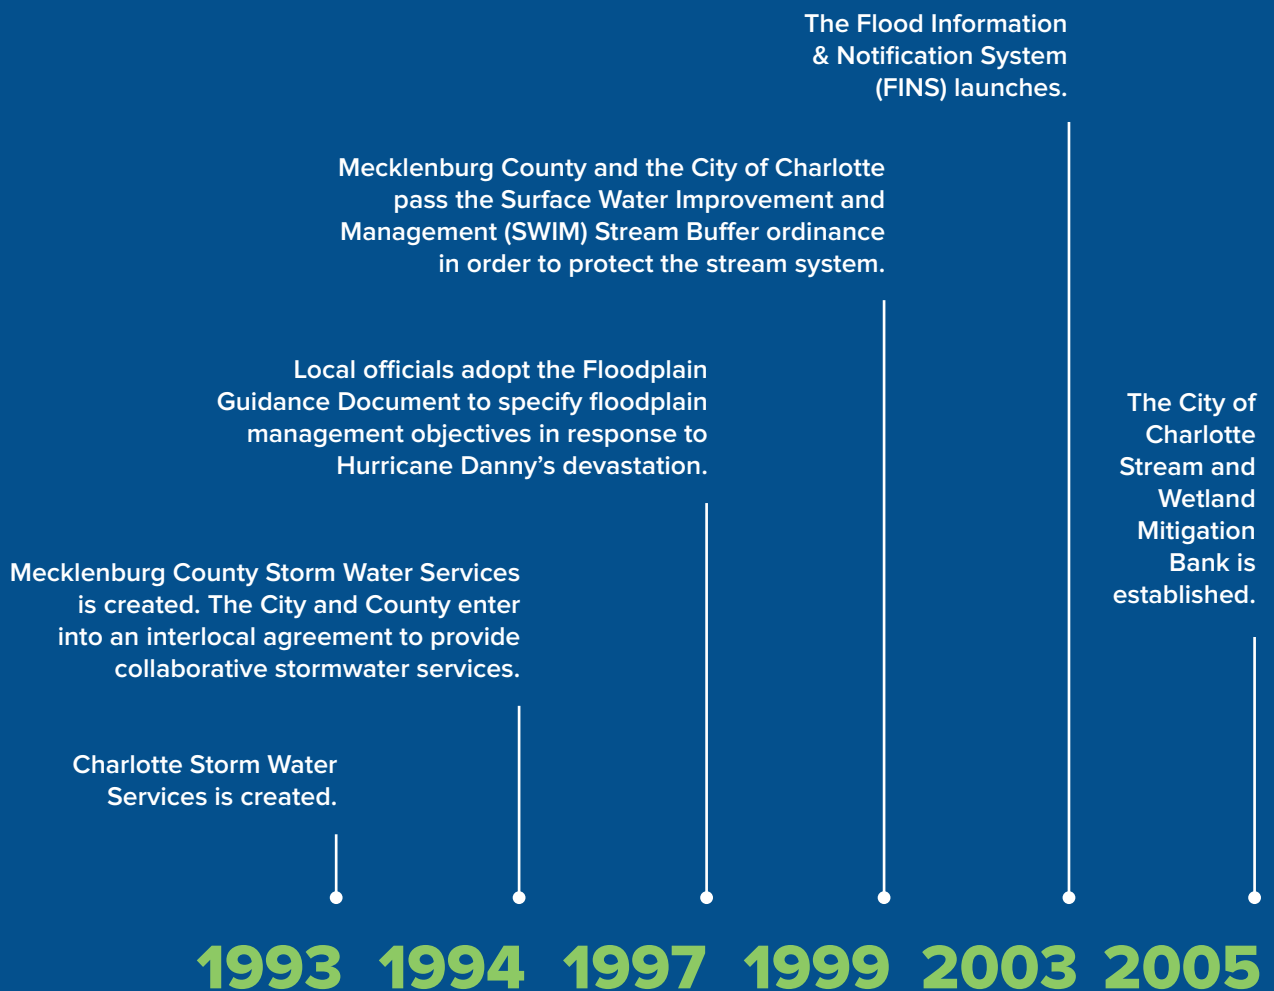 The Flood Information
& Notification System
(FINS) launches.
Mecklenburg County and the City of Charlotte
pass the Surface Water Improvement and
Management (SWIM) Stream Buffer ordinance
in order to protect the stream system.
Local officials adopt the Floodplain
Guidance Document to specify floodplain
management objectives in response to
Hurricane Danny’s devastation.
The City of
Charlotte
Stream and
Wetland
Mitigation
Bank is
established.
Mecklenburg County Storm Water Services
is created. The City and County enter
into an interlocal agreement to provide
collaborative stormwater services.
Charlotte Storm Water
Services is created.
1993 1994 1997 1999 2003 2005